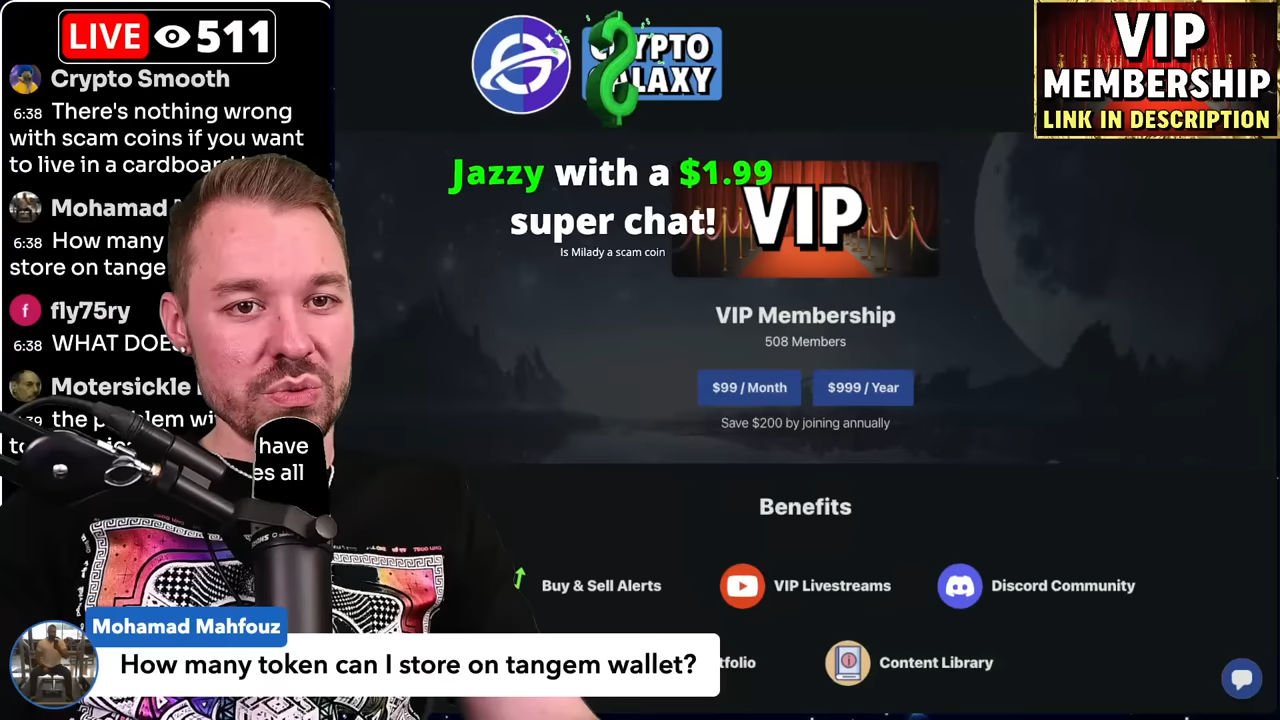 LIVE 511
Crypto Smooth
6:38 There's nothing wrong
with scam coins if you want
to live in a cardboard
Mohamad
6:38 How many
store on tange
f fly75ry
6:38 WHAT DOE
Motersickle
the problem wi
have
es all
YPTO
ALAXY
VIP
MEMBERSHIP
LINK IN DESCRIPTION
Jazzy with a $1.99
super chat!
Is Milady a scam coin
VIP
VIP Membership
508 Members
$99 / Month
$999 / Year
Save $200 by joining annually
Benefits
Buy & Sell Alerts
VIP Livestreams
Discord Community
tfolio
Content Library
Mohamad Mahfouz
How many token can I store on tangem wallet?